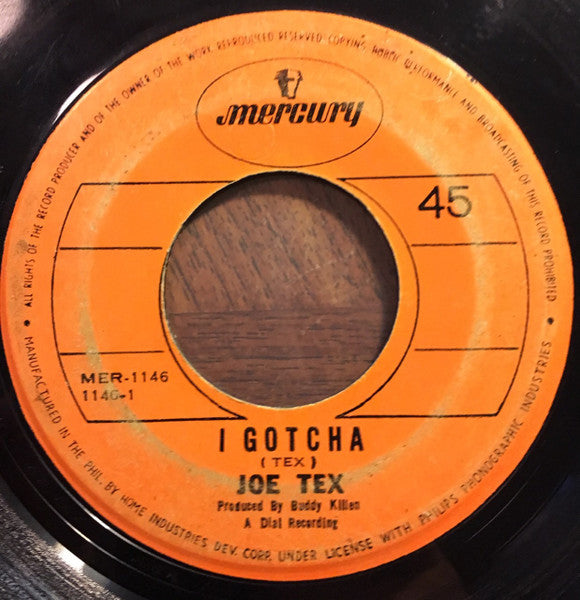 mercury
45
MER-1146
1146-1
I GOTCHA
(TEX)
JOE TEX
Produced By Buddy Killen
A Dial Recording
• ALL RIGHTS OF THE RECORD PRODUCER AND OF THE OWNER OF THE WORK REPRODUCED RESERVED COPYING PUBLIC PERFORMANCE AND BROADCASTING OF THIS RECORD PROHIBITED •
MANUFACTURED IN THE PHIL. BY HOME INDUSTRIES DEV. CORP. UNDER LICENSE WITH PHILIPS PHONOGRAPHIC INDUSTRIES